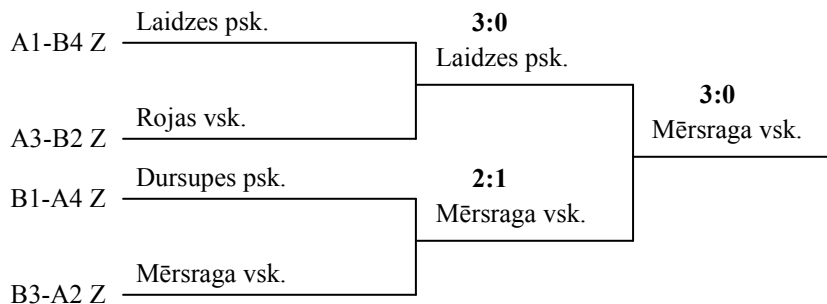 Laidzes psk.
A1-B4 Z
3:0
Laidzes psk.
Rojas vsk.
A3-B2 Z
3:0
Mērsraga vsk.
Dursupes psk.
B1-A4 Z
2:1
Mērsraga vsk.
Mērsraga vsk.
B3-A2 Z